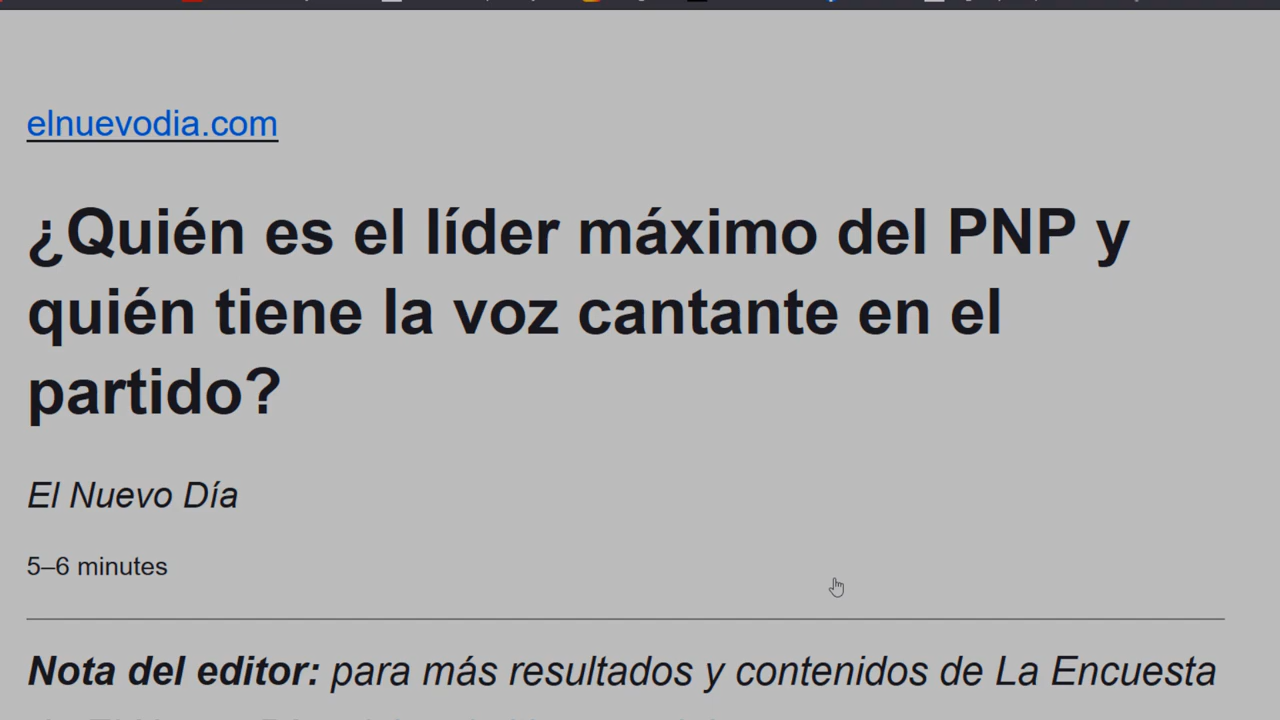 elnuevodia.com
¿Quién es el líder máximo del PNP y
quién tiene la voz cantante en el
partido?
El Nuevo Día
5–6 minutes
Nota del editor: para más resultados y contenidos de La Encuesta